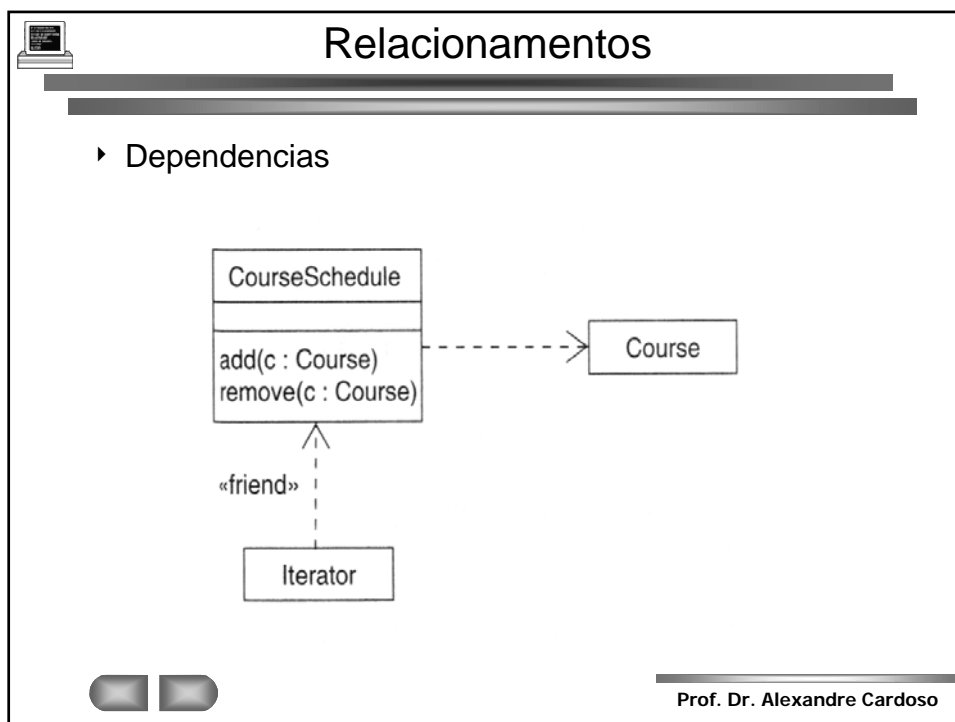 Relacionamentos
Dependencias
CourseSchedule
add(c : Course)
remove(c : Course)
Course
«friend»
Iterator
Prof. Dr. Alexandre Cardoso